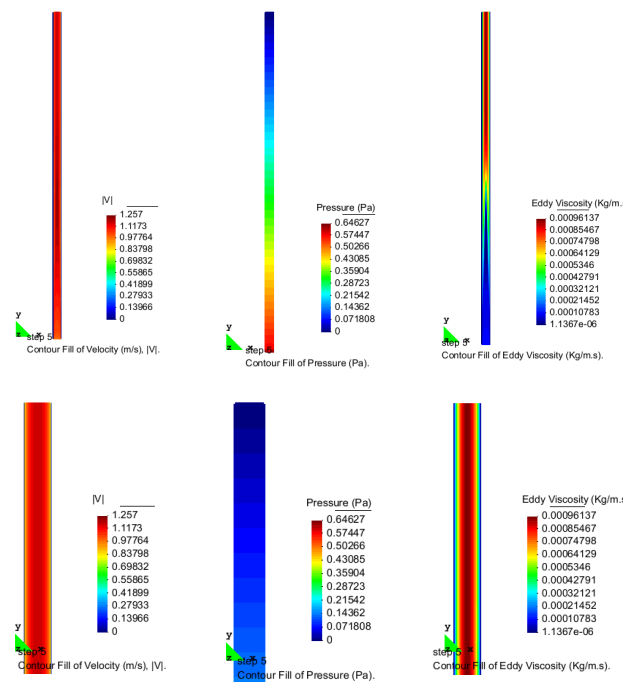 |V|
1.257
1.1173
0.97764
0.83798
0.69832
0.55865
0.41899
0.27933
0.13966
0
y
z x
step 5
Contour Fill of Velocity (m/s), |V|.
Pressure (Pa)
0.64627
0.57447
0.50266
0.43085
0.35904
0.28723
0.21542
0.14362
0.071808
0
y
z x
step 5
Contour Fill of Pressure (Pa).
Eddy Viscosity (Kg/m.s
0.00096137
0.00085467
0.00074798
0.00064129
0.0005346
0.00042791
0.00032121
0.00021452
0.00010783
1.1367e-06
y
z x
step 5
Contour Fill of Eddy Viscosity (Kg/m.s).
|V|
1.257
1.1173
0.97764
0.83798
0.69832
0.55865
0.41899
0.27933
0.13966
0
y
z x
step 5
Contour Fill of Velocity (m/s), |V|.
Pressure (Pa)
0.64627
0.57447
0.50266
0.43085
0.35904
0.28723
0.21542
0.14362
0.071808
0
y
z x
step 5
Contour Fill of Pressure (Pa).
Eddy Viscosity (Kg/m.s
0.00096137
0.00085467
0.00074798
0.00064129
0.0005346
0.00042791
0.00032121
0.00021452
0.00010783
1.1367e-06
y
z x
step 5
Contour Fill of Eddy Viscosity (Kg/m.s).